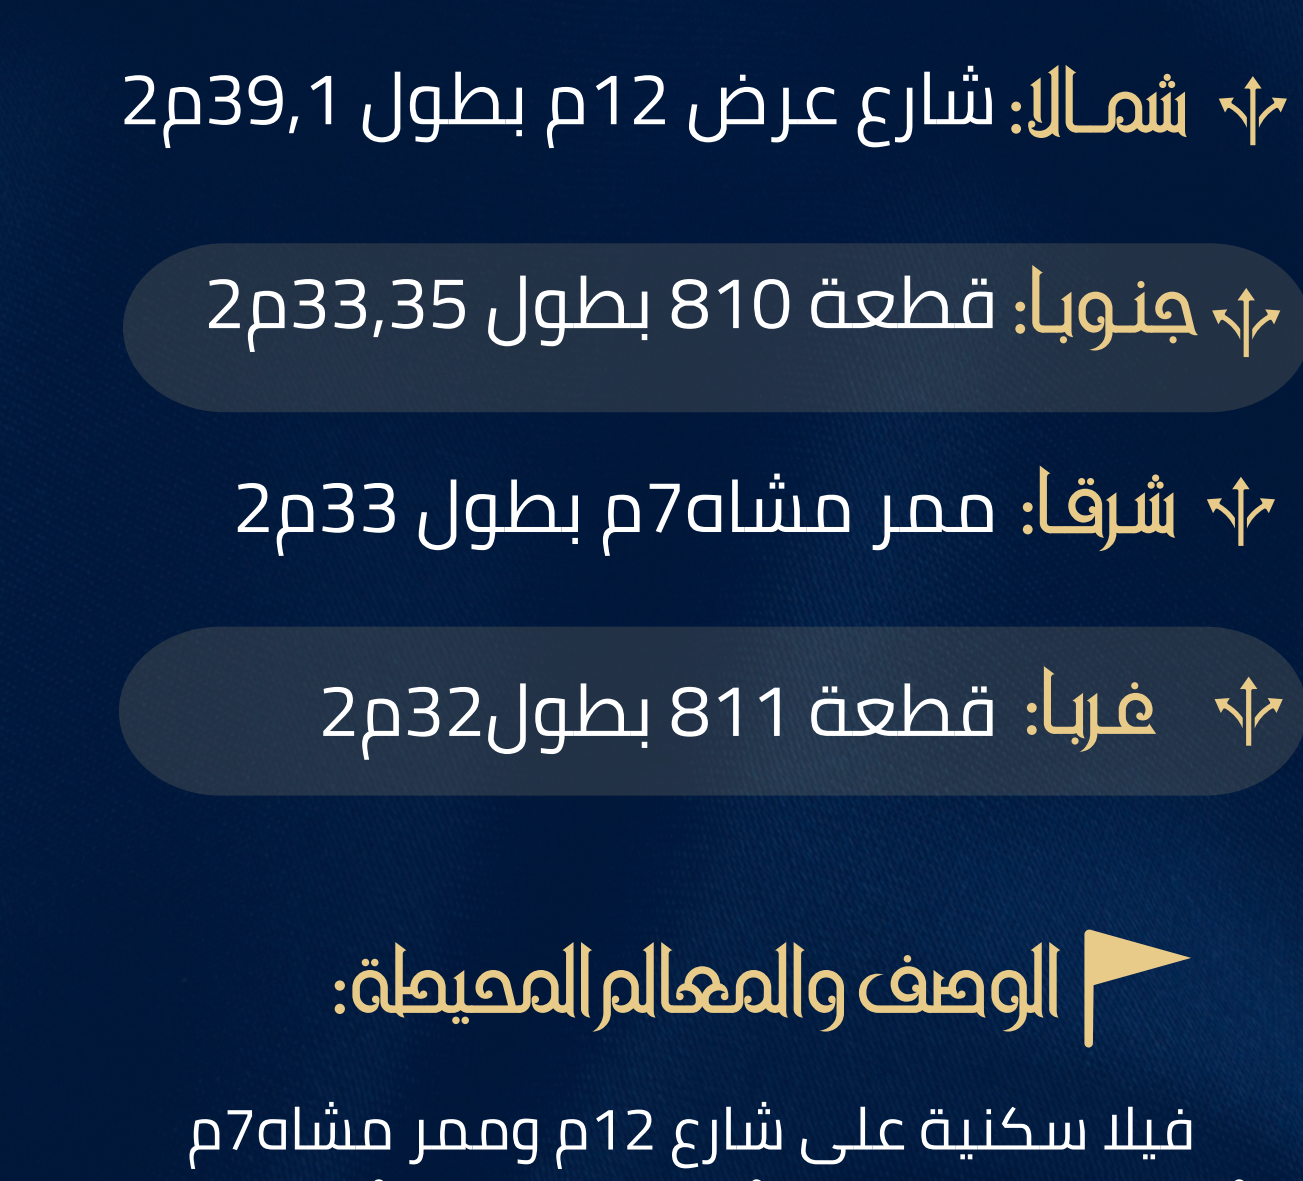 شمالا: شارع عرض 12م بطول 39,1م2
جنوبا: قطعة 810 بطول 33,35م2
شرقا: ممر مشاه7م بطول 33م2
غربا: قطعة 811 بطول32م2
الوصف والمعالم المحيطة:
فيلا سكنية على شارع 12م وممر مشاه7م